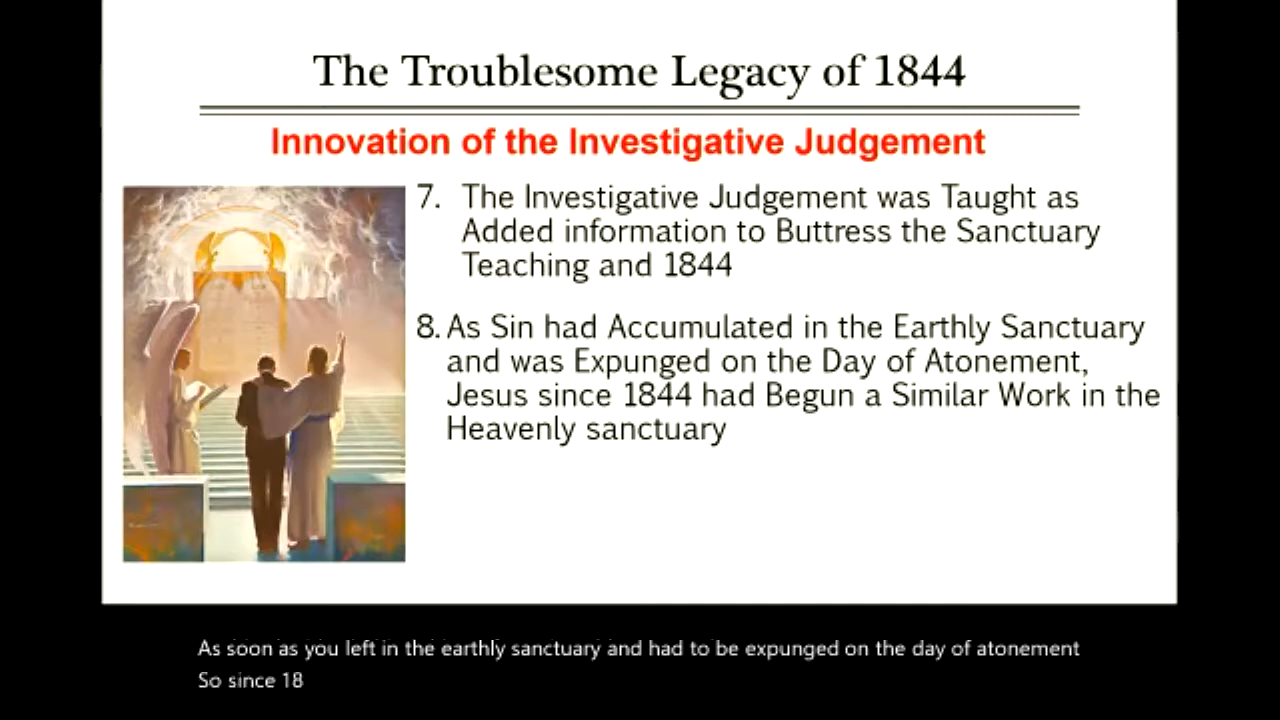 The Troublesome Legacy of 1844
Innovation of the Investigative Judgement
7. The Investigative Judgement was Taught as
Added information to Buttress the Sanctuary
Teaching and 1844
8. As Sin had Accumulated in the Earthly Sanctuary
and was Expunged on the Day of Atonement,
Jesus since 1844 had Begun a Similar Work in the
Heavenly sanctuary
As soon as you left in the earthly sanctuary and had to be expunged on the day of atonement
So since 18